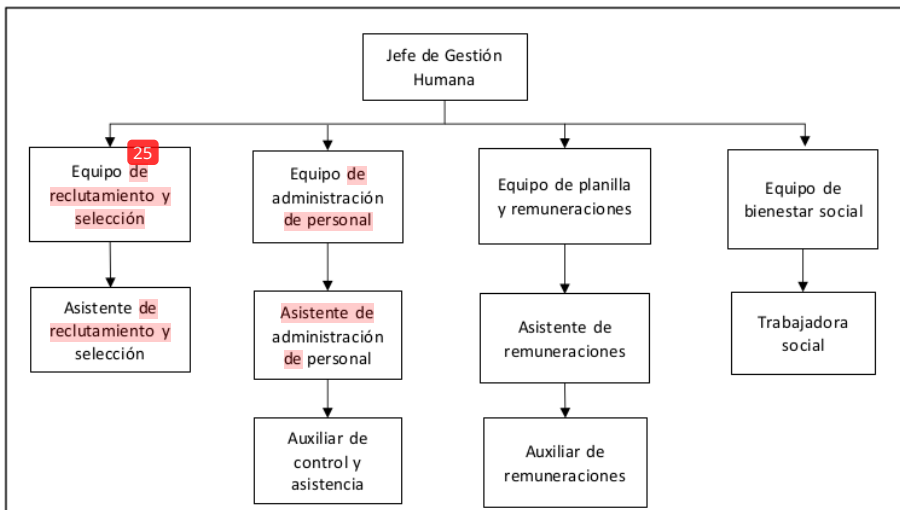 Jefe de Gestión
Humana
25
Equipo de
reclutamiento y
selección
Equipo de
administración
de personal
Equipo de planilla
y remuneraciones
Equipo de
bienestar social
Asistente de
reclutamiento y
selección
Asistente de
administración
de personal
Asistente de
remuneraciones
Trabajadora
social
Auxiliar de
control y
asistencia
Auxiliar de
remuneraciones